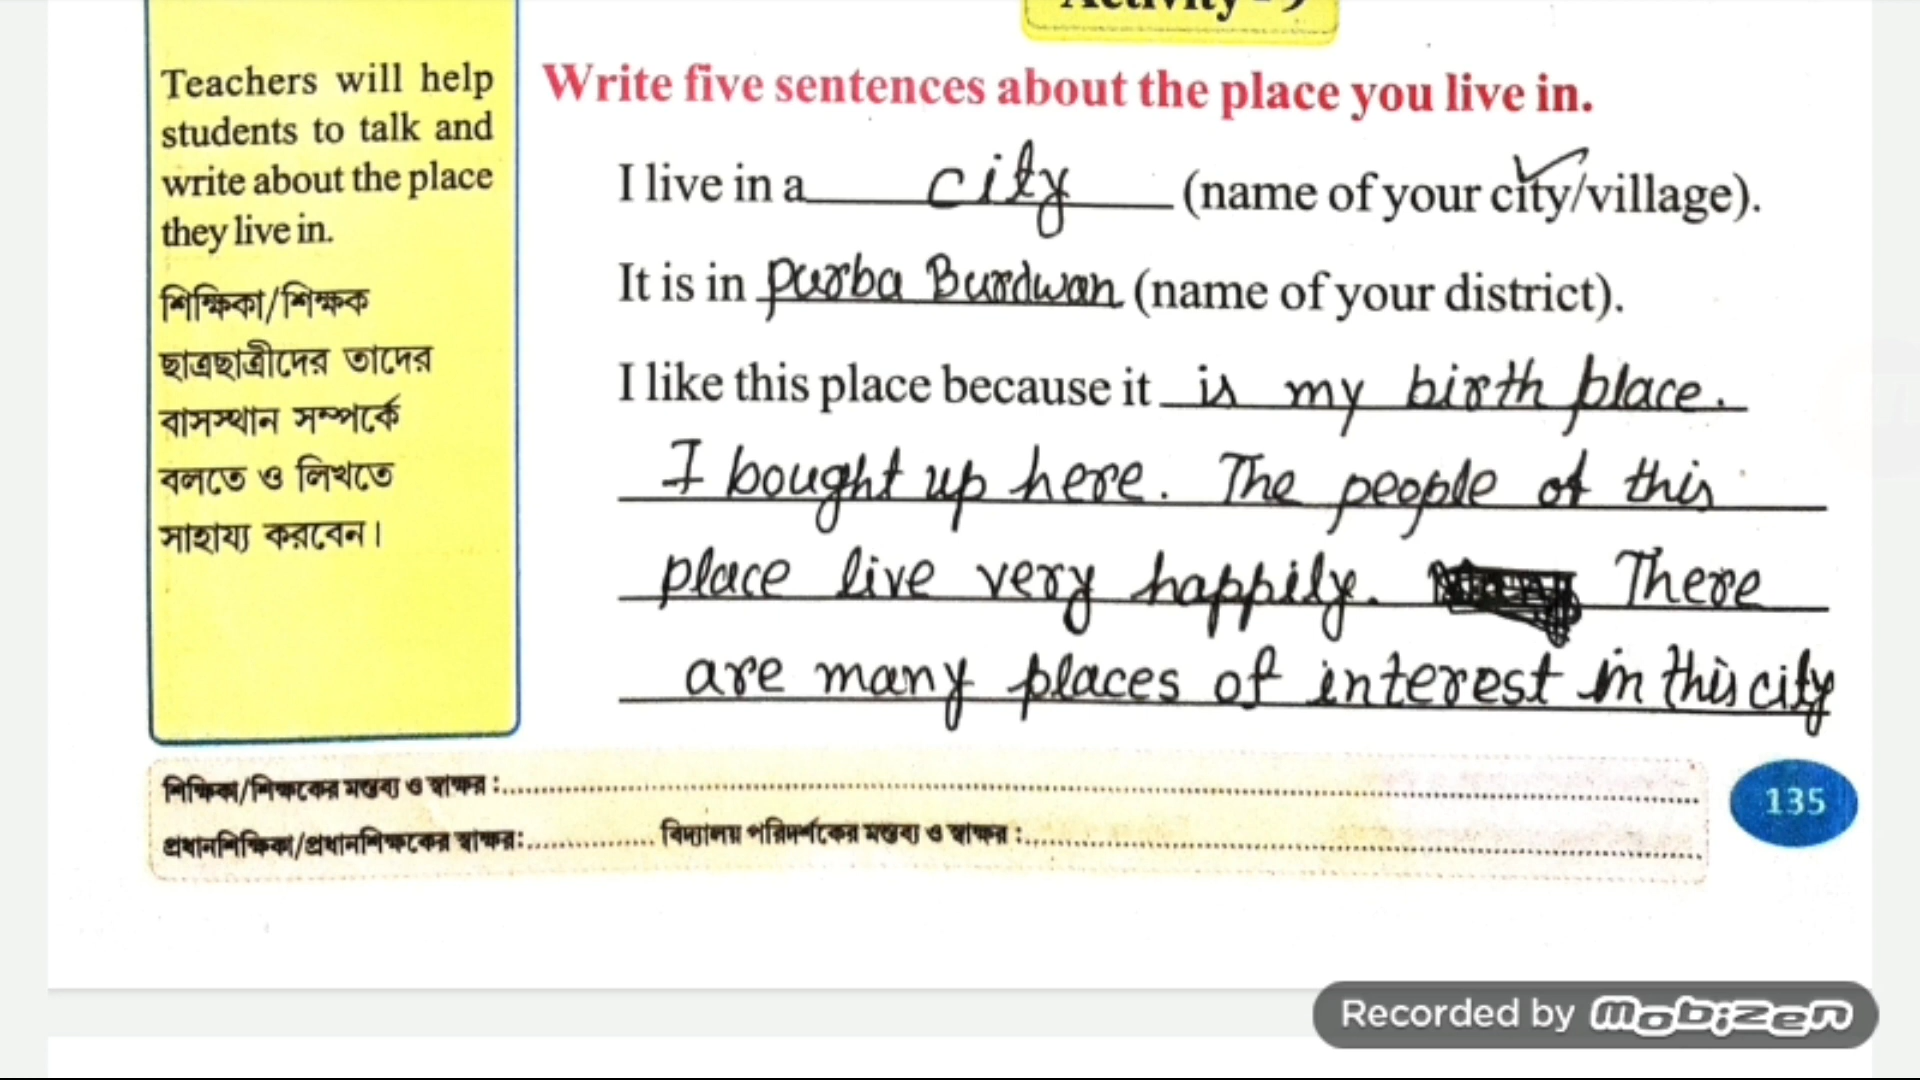 Activity - 9
Teachers will help
students to talk and
write about the place
they live in.
শিক্ষিকা/শিক্ষক
ছাত্রছাত্রীদের তাদের
বাসস্থান সম্পর্কে
বলতে ও লিখতে
সাহায্য করবেন।
Write five sentences about the place you live in.
I live in a city (name of your city/village).
It is in Purba Burdwan (name of your district).
I like this place because it is my birth place.
I bought up here. The people of this
place live very happily. There
are many places of interest in this city
শিক্ষিকা/শিক্ষকের মন্তব্য ও স্বাক্ষর :
প্রধানশিক্ষিকা/প্রধানশিক্ষকের স্বাক্ষর: বিদ্যালয় পরিদর্শকের মন্তব্য ও স্বাক্ষর :
135
Recorded by mobizen